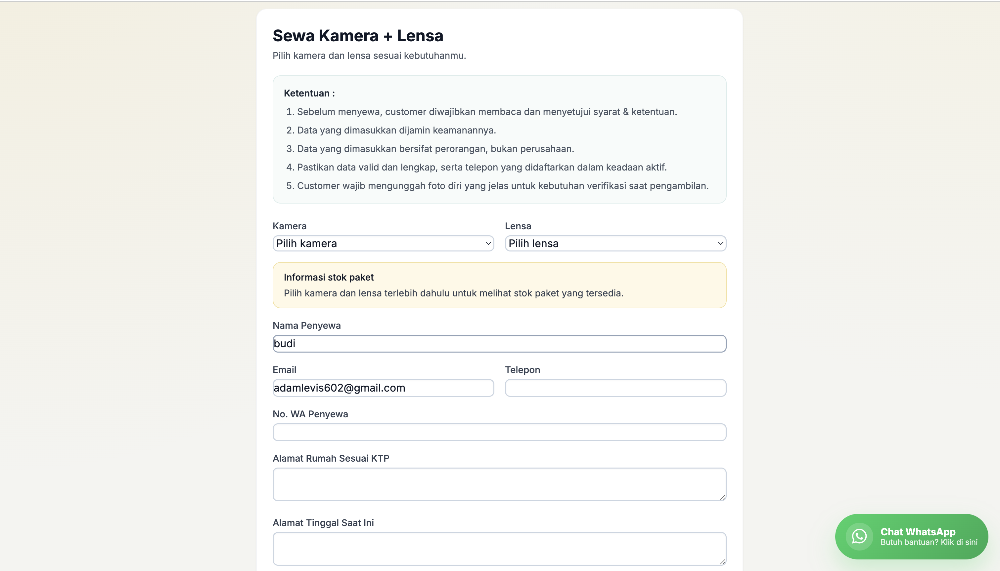 Sewa Kamera + Lensa
Pilih kamera dan lensa sesuai kebutuhanmu.
Ketentuan :
1. Sebelum menyewa, customer diwajibkan membaca dan menyetujui syarat & ketentuan.
2. Data yang dimasukkan dijamin keamanannya.
3. Data yang dimasukkan bersifat perorangan, bukan perusahaan.
4. Pastikan data valid dan lengkap, serta telepon yang didaftarkan dalam keadaan aktif.
5. Customer wajib mengunggah foto diri yang jelas untuk kebutuhan verifikasi saat pengambilan.
Kamera
Pilih kamera
Lensa
Pilih lensa
Informasi stok paket
Pilih kamera dan lensa terlebih dahulu untuk melihat stok paket yang tersedia.
Nama Penyewa
budi
Email
adamlevis602@gmail.com
Telepon
No. WA Penyewa
Alamat Rumah Sesuai KTP
Alamat Tinggal Saat Ini
Chat WhatsApp
Butuh bantuan? Klik di sini